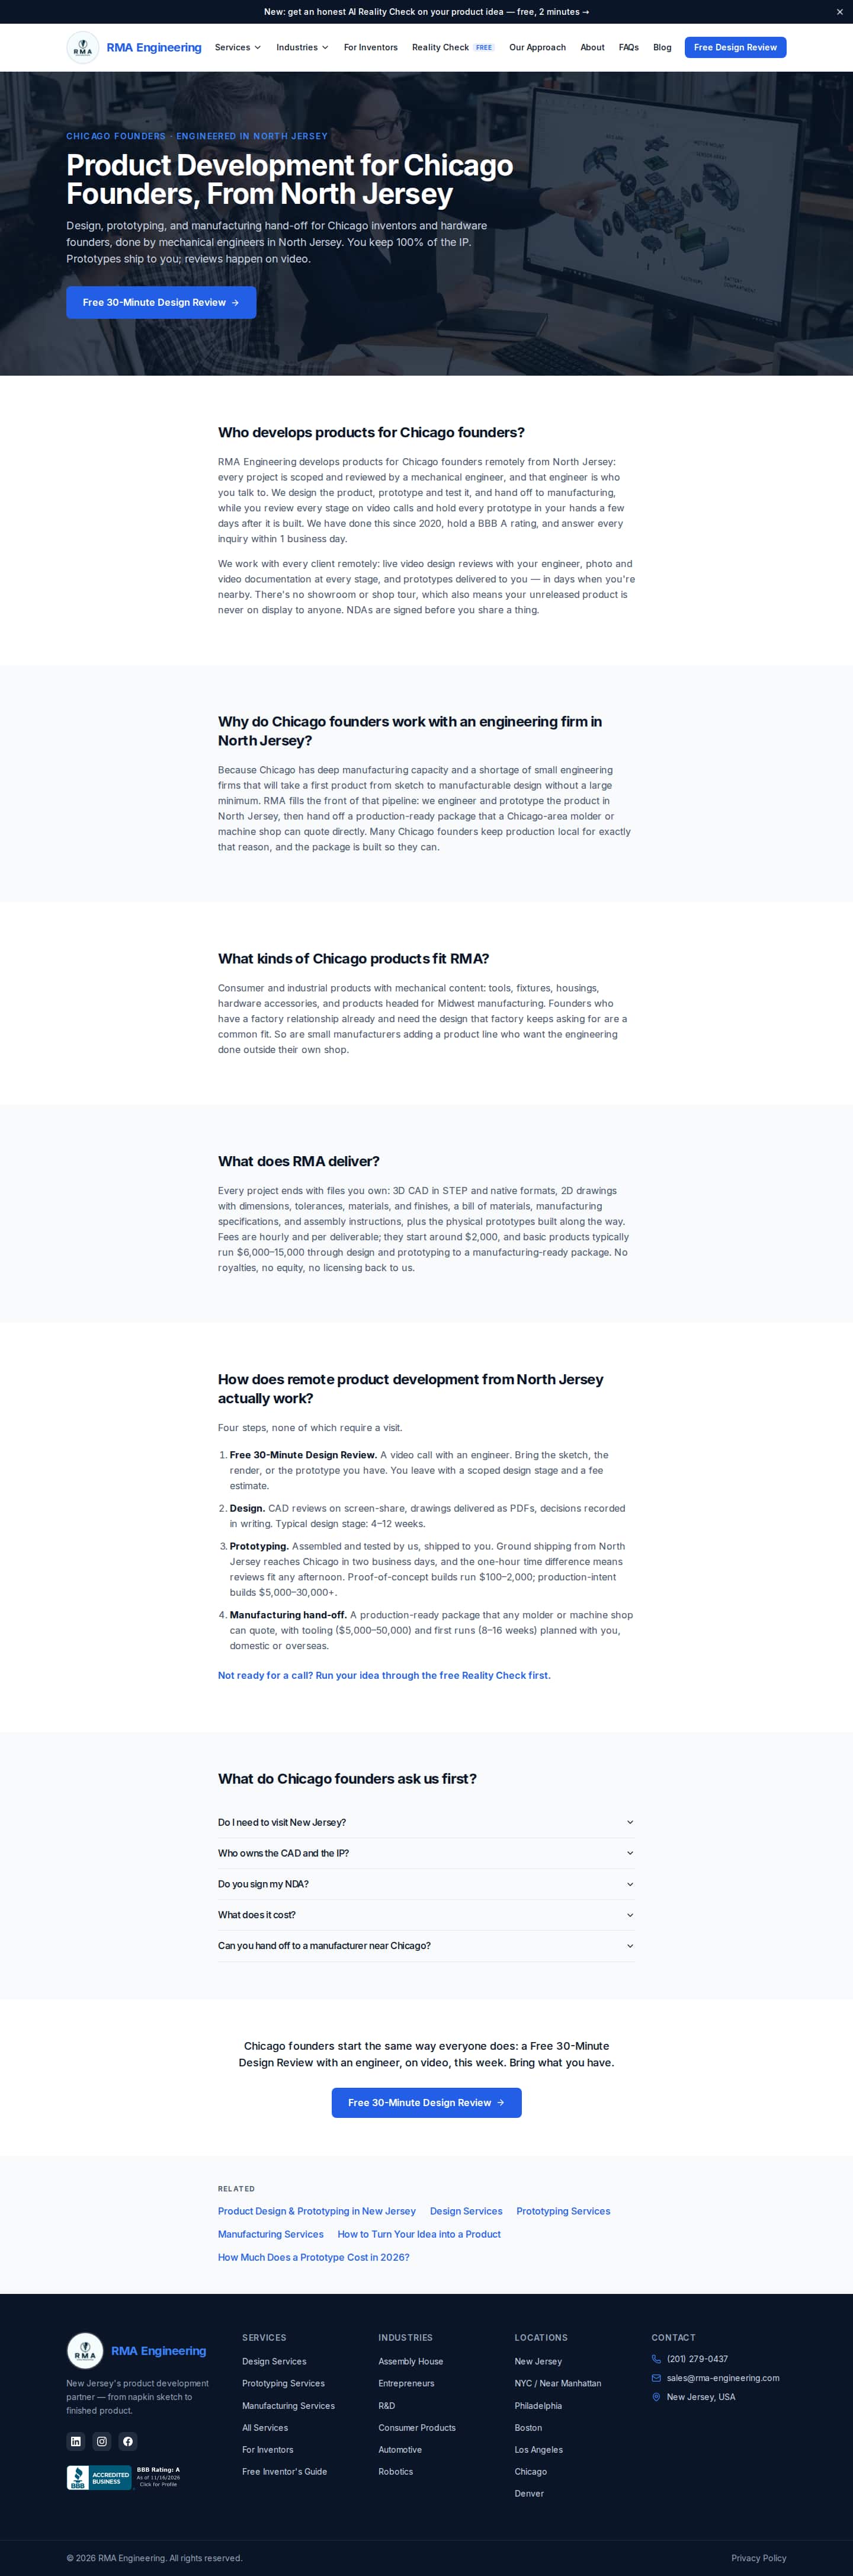 New: get an honest AI Reality Check on your product idea — free, 2 minutes → ✕
RMA
RMA Engineering Services Industries For Inventors Reality Check FREE Our Approach About FAQs Blog Free Design Review
CHICAGO FOUNDERS · ENGINEERED IN NORTH JERSEY
Product Development for Chicago
Founders, From North Jersey
Design, prototyping, and manufacturing hand-off for Chicago inventors and hardware
founders, done by mechanical engineers in North Jersey. You keep 100% of the IP.
Prototypes ship to you; reviews happen on video.
Free 30-Minute Design Review →
Who develops products for Chicago founders?
RMA Engineering develops products for Chicago founders remotely from North Jersey:
every project is scoped and reviewed by a mechanical engineer, and that engineer is who
you talk to. We design the product, prototype and test it, and hand off to manufacturing,
while you review every stage on video calls and hold every prototype in your hands a few
days after it is built. We have done this since 2020, hold a BBB A rating, and answer every
inquiry within 1 business day.
We work with every client remotely: live video design reviews with your engineer, photo and
video documentation at every stage, and prototypes delivered to you — in days when you're
nearby. There's no showroom or shop tour, which also means your unreleased product is
never on display to anyone. NDAs are signed before you share a thing.
Why do Chicago founders work with an engineering firm in
North Jersey?
Because Chicago has deep manufacturing capacity and a shortage of small engineering
firms that will take a first product from sketch to manufacturable design without a large
minimum. RMA fills the front of that pipeline: we engineer and prototype the product in
North Jersey, then hand off a production-ready package that a Chicago-area molder or
machine shop can quote directly. Many Chicago founders keep production local for exactly
that reason, and the package is built so they can.
What kinds of Chicago products fit RMA?
Consumer and industrial products with mechanical content: tools, fixtures, housings,
hardware accessories, and products headed for Midwest manufacturing. Founders who
have a factory relationship already and need the design that factory keeps asking for are a
common fit. So are small manufacturers adding a product line who want the engineering
done outside their own shop.
What does RMA deliver?
Every project ends with files you own: 3D CAD in STEP and native formats, 2D drawings
with dimensions, tolerances, materials, and finishes, a bill of materials, manufacturing
specifications, and assembly instructions, plus the physical prototypes built along the way.
Fees are hourly and per deliverable; they start around $2,000, and basic products typically
run $6,000–15,000 through design and prototyping to a manufacturing-ready package. No
royalties, no equity, no licensing back to us.
How does remote product development from North Jersey
actually work?
Four steps, none of which require a visit.
1. Free 30-Minute Design Review. A video call with an engineer. Bring the sketch, the
render, or the prototype you have. You leave with a scoped design stage and a fee
estimate.
2. Design. CAD reviews on screen-share, drawings delivered as PDFs, decisions recorded
in writing. Typical design stage: 4–12 weeks.
3. Prototyping. Assembled and tested by us, shipped to you. Ground shipping from North
Jersey reaches Chicago in two business days, and the one-hour time difference means
reviews fit any afternoon. Proof-of-concept builds run $100–2,000; production-intent
builds $5,000–30,000+.
4. Manufacturing hand-off. A production-ready package that any molder or machine shop
can quote, with tooling ($5,000–50,000) and first runs (8–16 weeks) planned with you,
domestic or overseas.
Not ready for a call? Run your idea through the free Reality Check first.
What do Chicago founders ask us first?
Do I need to visit New Jersey?
Who owns the CAD and the IP?
Do you sign my NDA?
What does it cost?
Can you hand off to a manufacturer near Chicago?
Chicago founders start the same way everyone does: a Free 30-Minute
Design Review with an engineer, on video, this week. Bring what you have.
Free 30-Minute Design Review →
RELATED
Product Design & Prototyping in New Jersey Design Services Prototyping Services
Manufacturing Services How to Turn Your Idea into a Product
How Much Does a Prototype Cost in 2026?
RMA
RMA Engineering
New Jersey's product development
partner — from napkin sketch to
finished product.
BBB
ACCREDITED
BUSINESS
BBB Rating: A
As of 11/16/2026
Click for Profile
SERVICES
Design Services
Prototyping Services
Manufacturing Services
All Services
For Inventors
Free Inventor's Guide
INDUSTRIES
Assembly House
Entrepreneurs
R&D
Consumer Products
Automotive
Robotics
LOCATIONS
New Jersey
NYC / Near Manhattan
Philadelphia
Boston
Los Angeles
Chicago
Denver
CONTACT
(201) 279-0437
sales@rma-engineering.com
New Jersey, USA
© 2026 RMA Engineering. All rights reserved.
Privacy Policy